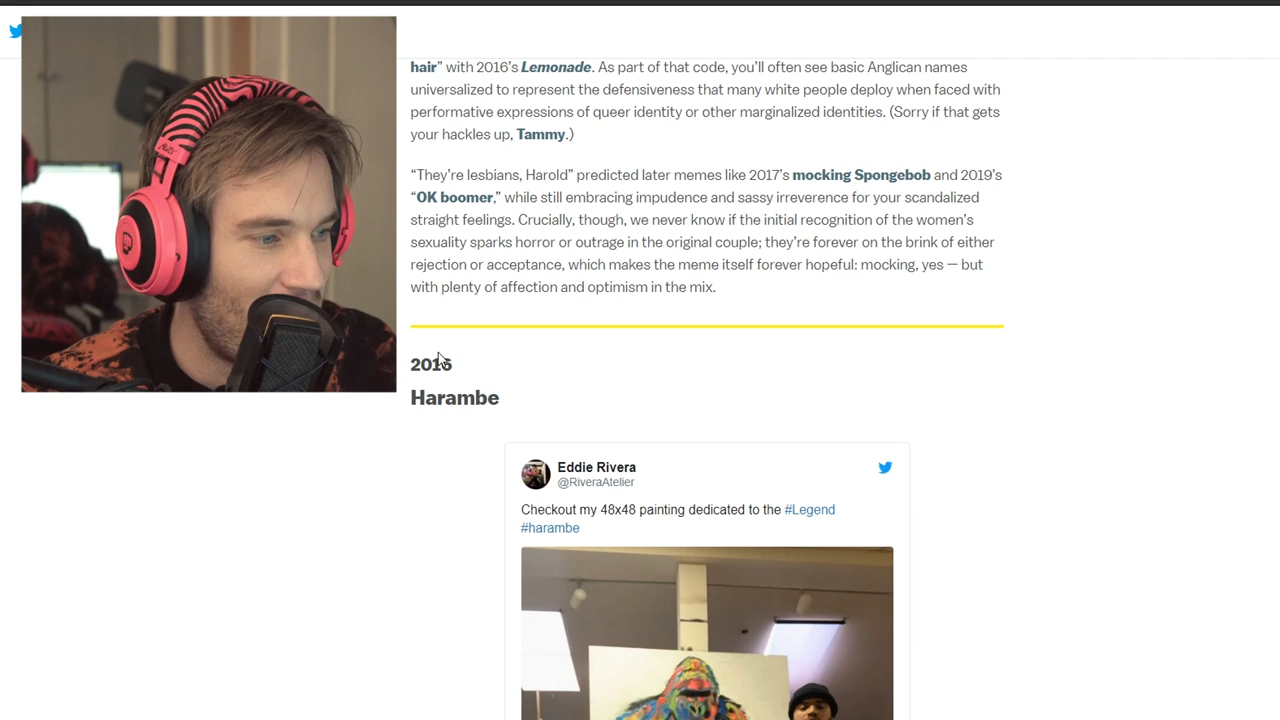 hair” with 2016’s Lemonade. As part of that code, you’ll often see basic Anglican names
universalized to represent the defensiveness that many white people deploy when faced with
performative expressions of queer identity or other marginalized identities. (Sorry if that gets
your hackles up, Tammy.)
“They’re lesbians, Harold” predicted later memes like 2017’s mocking Spongebob and 2019’s
“OK boomer,” while still embracing impudence and sassy irreverence for your scandalized
straight feelings. Crucially, though, we never know if the initial recognition of the women’s
sexuality sparks horror or outrage in the original couple; they’re forever on the brink of either
rejection or acceptance, which makes the meme itself forever hopeful: mocking, yes — but
with plenty of affection and optimism in the mix.
2016
Harambe
Eddie Rivera
@RiveraAtelier
Checkout my 48x48 painting dedicated to the #Legend
#harambe